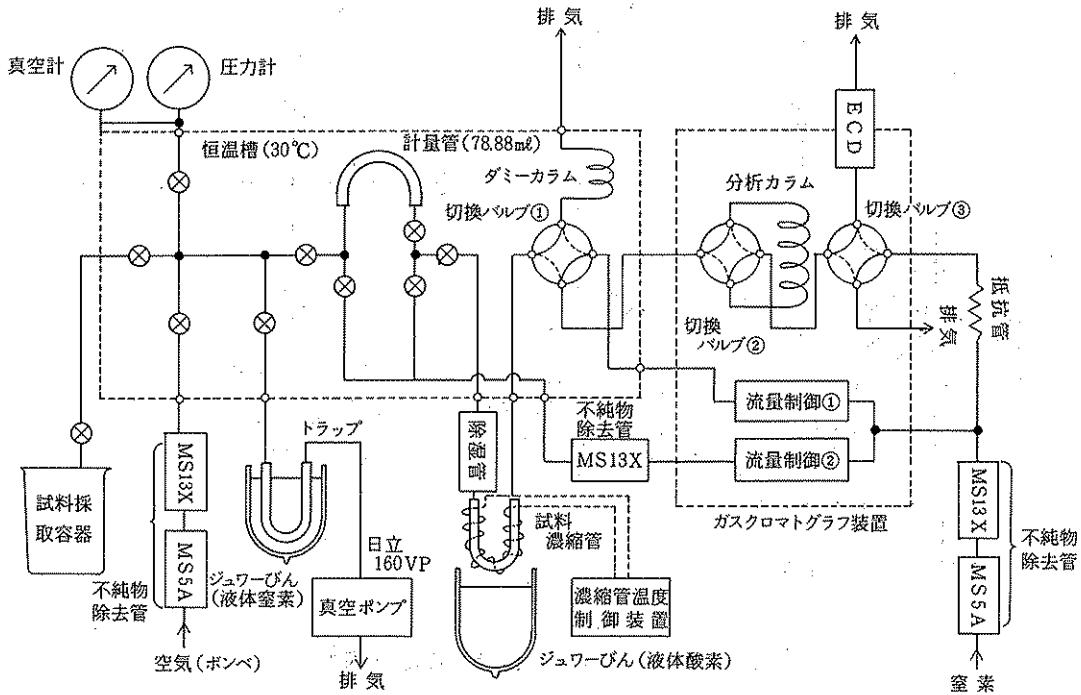 排気
排気
真空計
圧力計
ECD
恒温槽(30℃)
計量管(78.88ml)
ダミーカラム
分析カラム
切換バルブ①
切換バルブ③
抵抗管
排気
切換
バルブ②
流量制御①
不純物
除去管
MS13X
流量制御②
トラップ
除湿管
MS13X
MS13X
試料採
取容器
ガスクロマトグラフ装置
試料
濃縮管
不純物
除去管
日立
160VP
MS5A
ジュワーびん
(液体窒素)
濃縮管温度
制御装置
MS5A
不純物
除去管
真空ポンプ
空気(ボンベ)
ジュワーびん(液体酸素)
排気
窒素